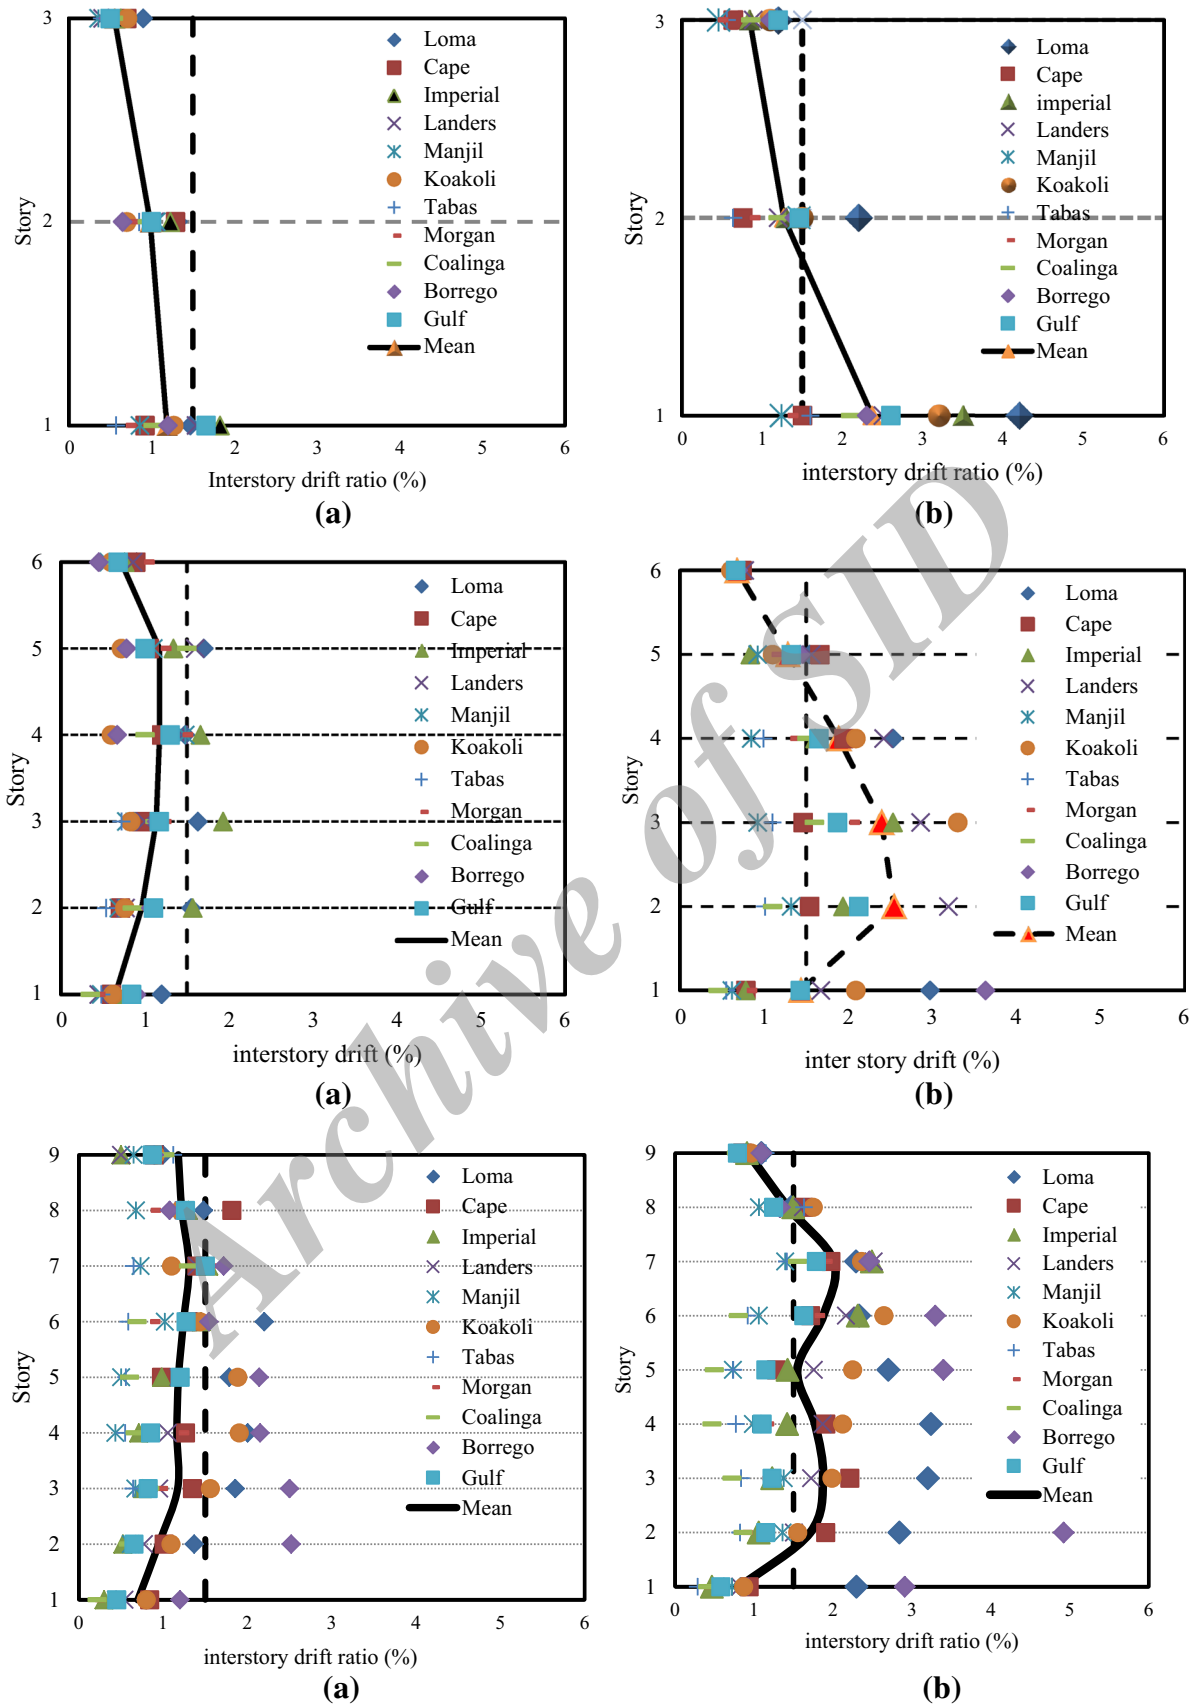 3
2
1
Story
0
1
2
3
4
5
6
Interstory drift ratio (%)
Loma
Cape
Imperial
Landers
Manjil
Koakoli
Tabas
Morgan
Coalinga
Borrego
Gulf
Mean
(a)
3
2
1
Story
0
1
2
3
4
5
6
interstory drift ratio (%)
Loma
Cape
imperial
Landers
Manjil
Koakoli
Tabas
Morgan
Coalinga
Borrego
Gulf
Mean
(b)
6
5
4
3
2
1
Story
0
1
2
3
4
5
6
interstory drift (%)
Loma
Cape
Imperial
Landers
Manjil
Koakoli
Tabas
Morgan
Coalinga
Borrego
Gulf
Mean
(a)
6
5
4
3
2
1
Story
0
1
2
3
4
5
6
inter story drift (%)
Loma
Cape
Imperial
Landers
Manjil
Koakoli
Tabas
Morgan
Coalinga
Borrego
Gulf
Mean
(b)
9
8
7
6
5
4
3
2
1
Story
0
1
2
3
4
5
6
interstory drift ratio (%)
Loma
Cape
Imperial
Landers
Manjil
Koakoli
Tabas
Morgan
Coalinga
Borrego
Gulf
Mean
(a)
9
8
7
6
5
4
3
2
1
Story
0
1
2
3
4
5
6
interstory drift ratio (%)
Loma
Cape
Imperial
Landers
Manjil
Koakoli
Tabas
Morgan
Coalinga
Borrego
Gulf
Mean
(b)
Archive of SID